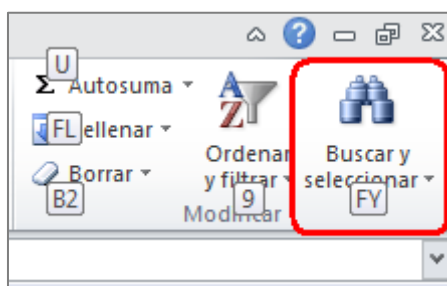 U
Σ Autosuma
FL ellenar
Borrar
B2
A
Z
Ordenar
y filtrar
9
Buscar y
seleccionar
FY
Modificar